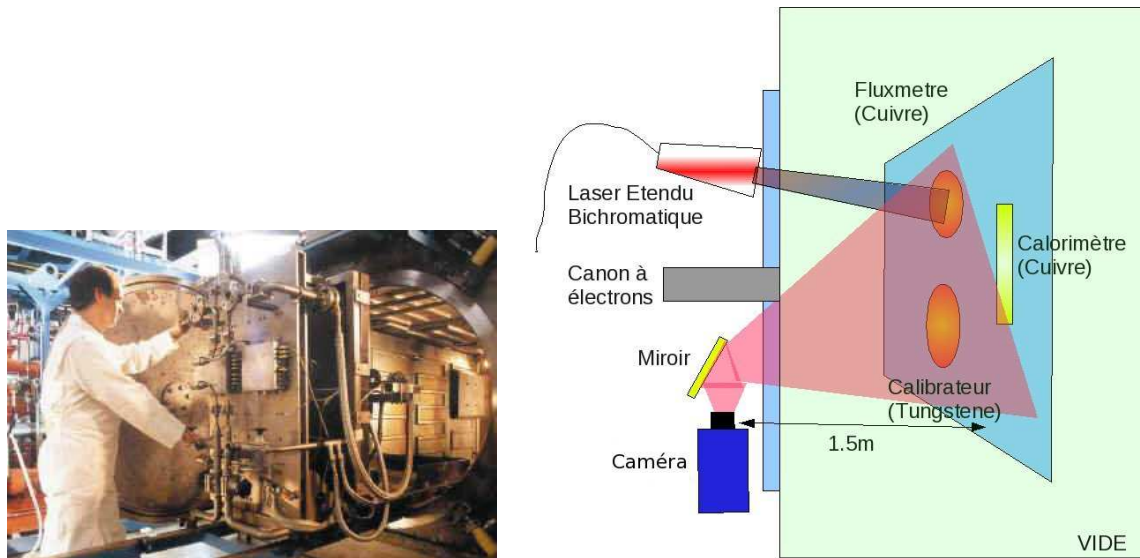 Fluxmetre
(Cuivre)
Laser Etendu
Bichromatique
Calorimètre
(Cuivre)
Canon à
électrons
Miroir
Calibrateur
(Tungstene)
1.5m
Caméra
VIDE